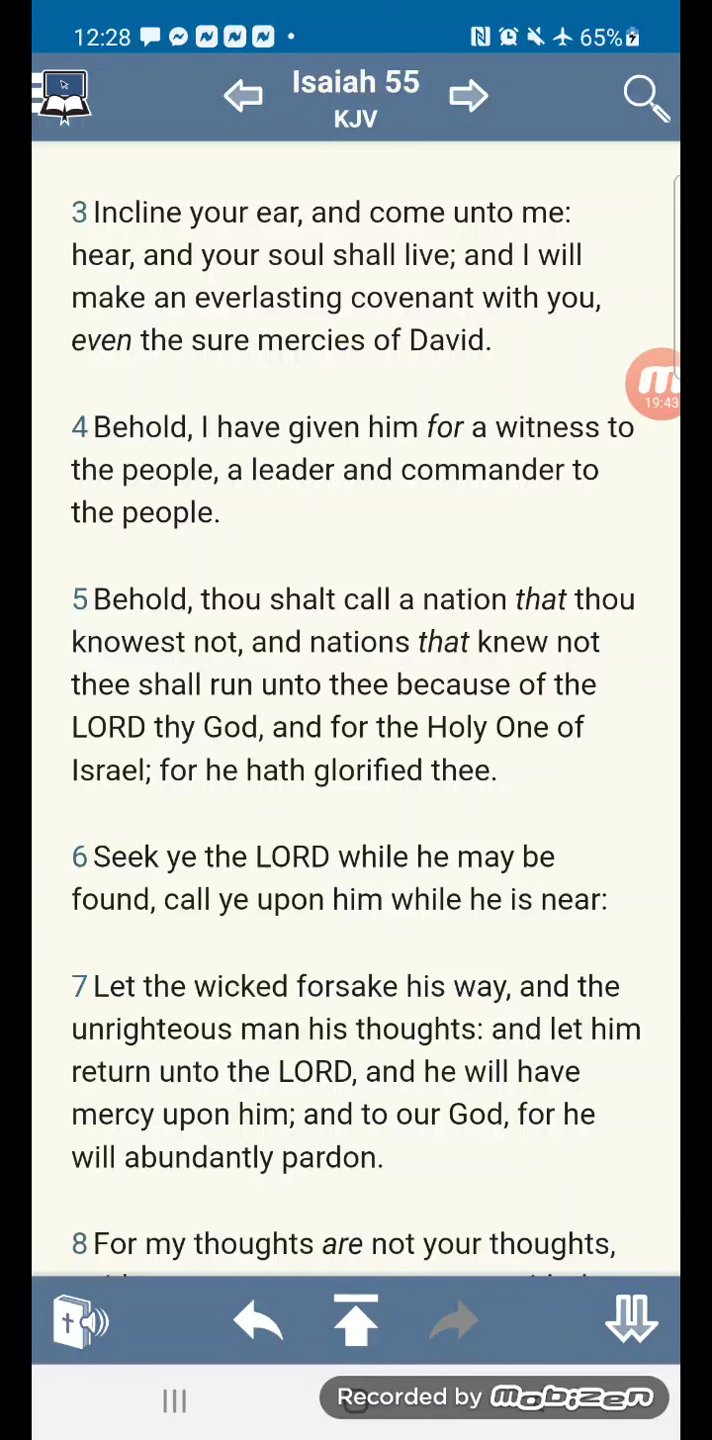 12:28
65%
Isaiah 55
KJV
3 Incline your ear, and come unto me:
hear, and your soul shall live; and I will
make an everlasting covenant with you,
even the sure mercies of David.
19:43
4 Behold, I have given him for a witness to
the people, a leader and commander to
the people.
5 Behold, thou shalt call a nation that thou
knowest not, and nations that knew not
thee shall run unto thee because of the
LORD thy God, and for the Holy One of
Israel; for he hath glorified thee.
6 Seek ye the LORD while he may be
found, call ye upon him while he is near:
7 Let the wicked forsake his way, and the
unrighteous man his thoughts: and let him
return unto the LORD, and he will have
mercy upon him; and to our God, for he
will abundantly pardon.
8 For my thoughts are not your thoughts,
Recorded by mobizen